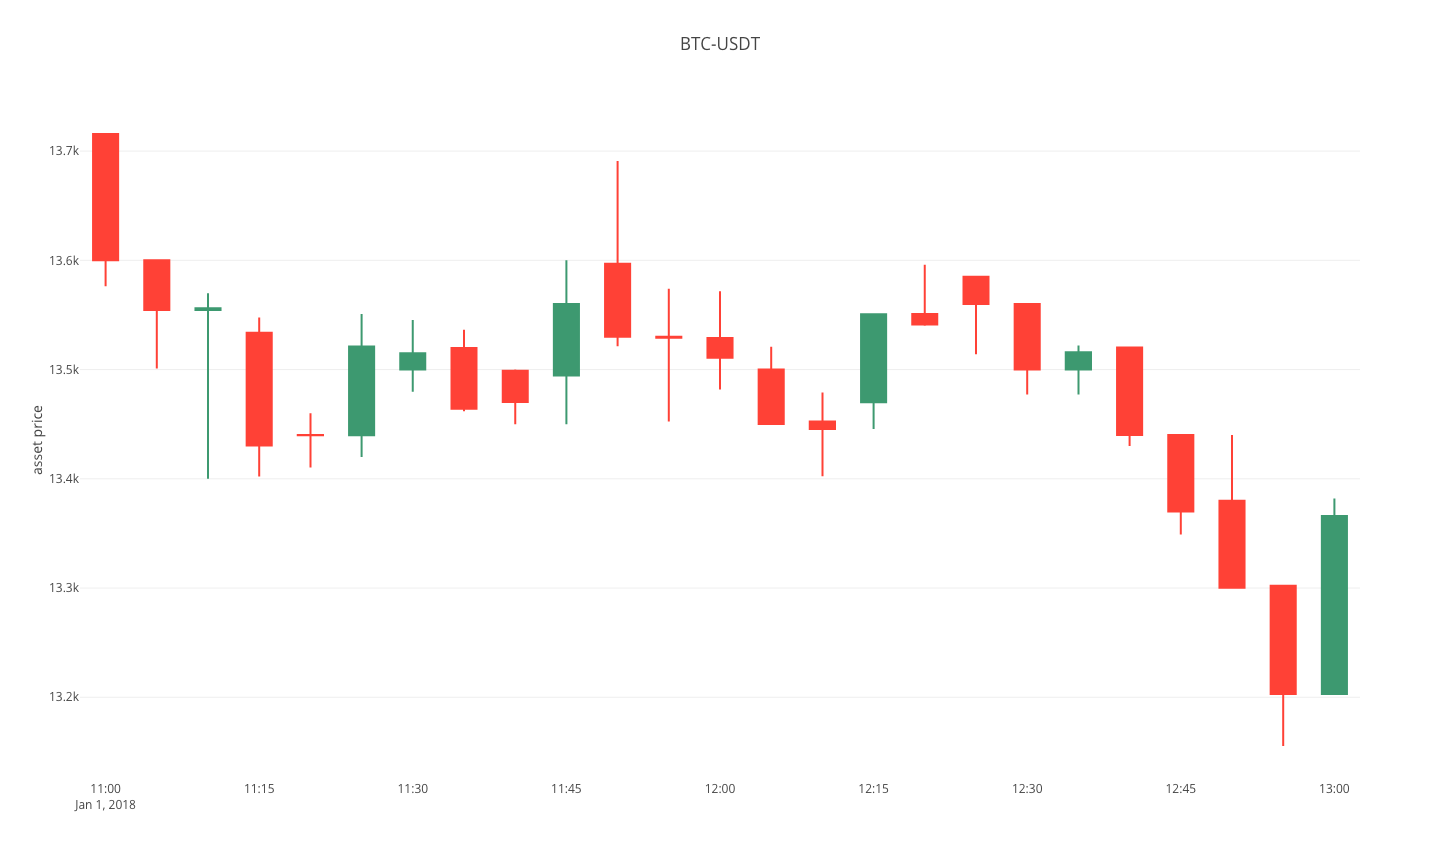 BTC-USDT
13.7k
13.6k
13.5k
13.4k
13.3k
13.2k
asset price
11:00
Jan 1, 2018
11:15
11:30
11:45
12:00
12:15
12:30
12:45
13:00